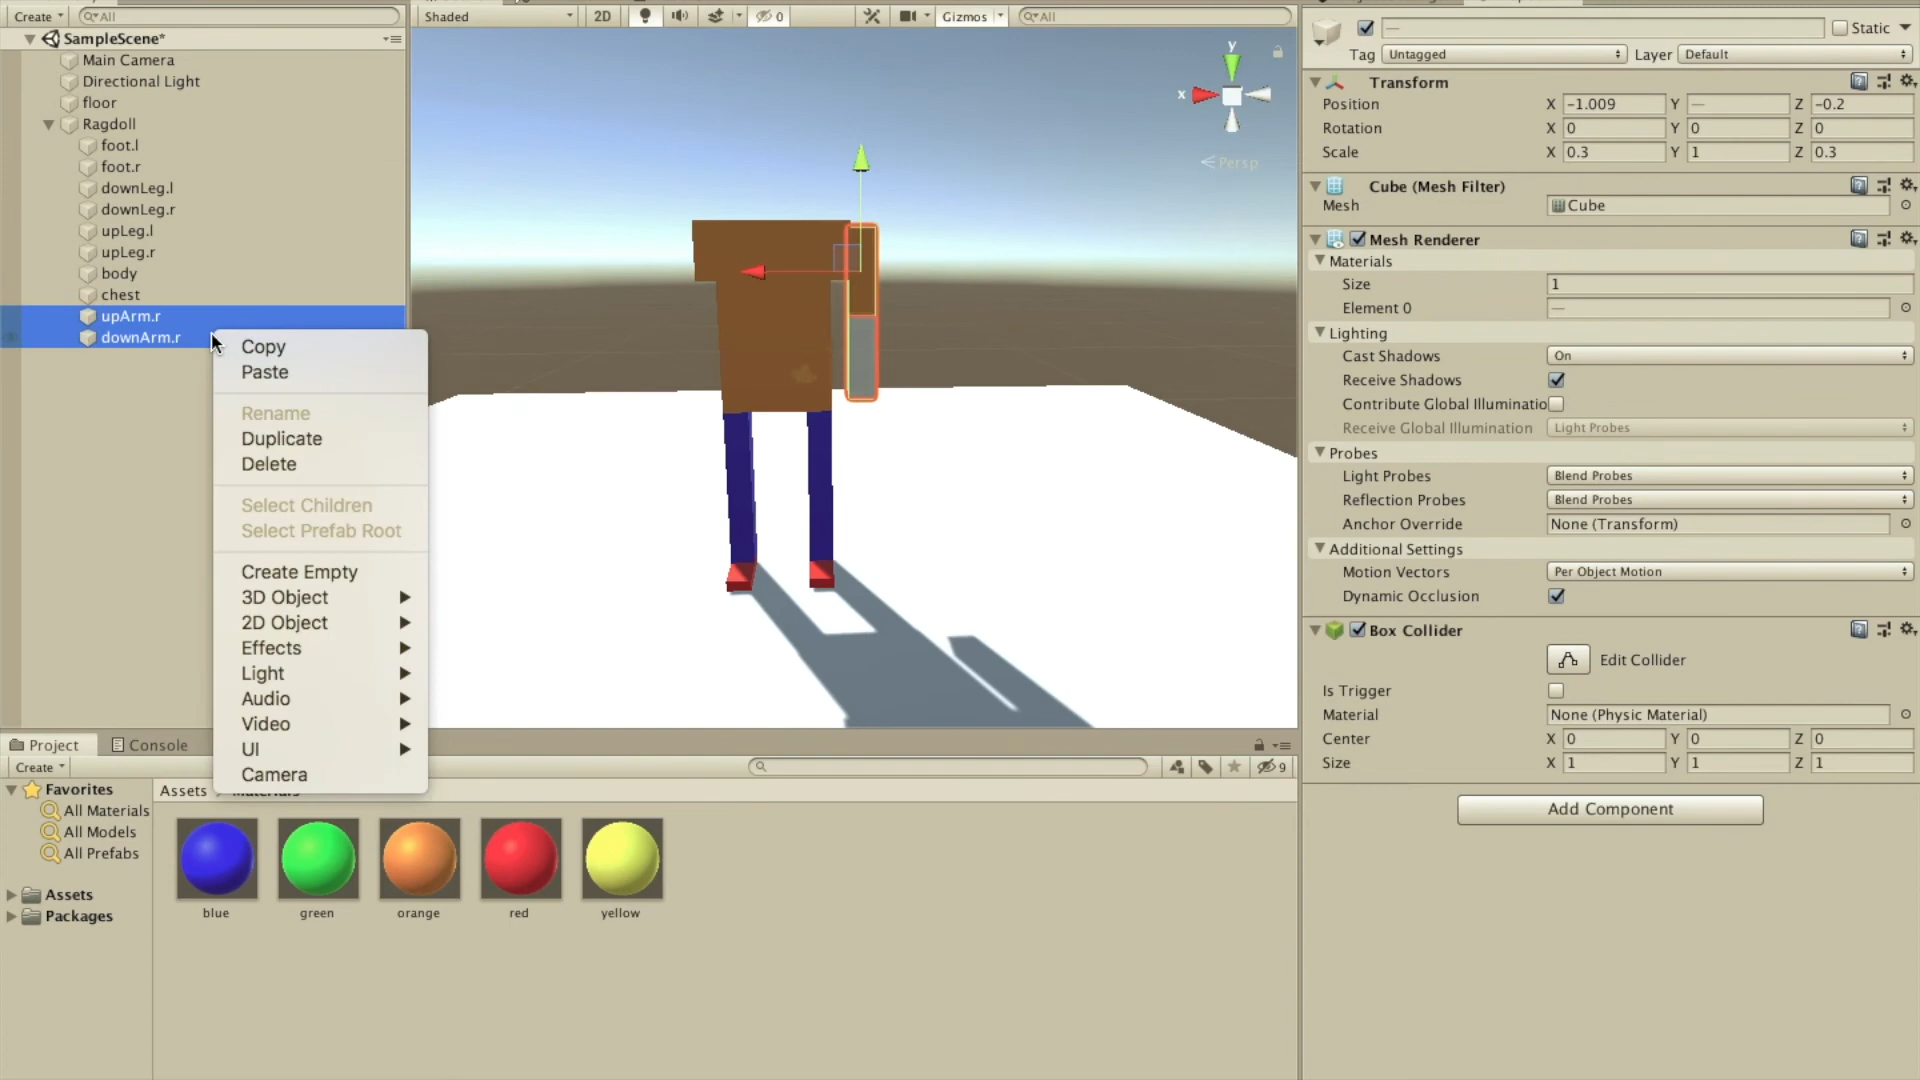 Create
All
SampleScene*
Main Camera
Directional Light
floor
Ragdoll
foot.l
foot.r
downLeg.l
downLeg.r
upLeg.l
upLeg.r
body
chest
upArm.r
downArm.r
Copy
Paste
Rename
Duplicate
Delete
Select Children
Select Prefab Root
Create Empty
3D Object
2D Object
Effects
Light
Audio
Video
UI
Camera
Shaded
2D
0
Gizmos
All
y
x
Persp
Static
Tag Untagged Layer Default
Transform
Position X -1.009 Y — Z -0.2
Rotation X 0 Y 0 Z 0
Scale X 0.3 Y 1 Z 0.3
Cube (Mesh Filter)
Mesh Cube
Mesh Renderer
Materials
Size 1
Element 0 —
Lighting
Cast Shadows On
Receive Shadows
Contribute Global Illuminatio
Receive Global Illumination Light Probes
Probes
Light Probes Blend Probes
Reflection Probes Blend Probes
Anchor Override None (Transform)
Additional Settings
Motion Vectors Per Object Motion
Dynamic Occlusion
Box Collider
Edit Collider
Is Trigger
Material None (Physic Material)
Center X 0 Y 0 Z 0
Size X 1 Y 1 Z 1
Add Component
Project Console
Create
9
Favorites
All Materials
All Models
All Prefabs
Assets
Packages
Assets
blue
green
orange
red
yellow